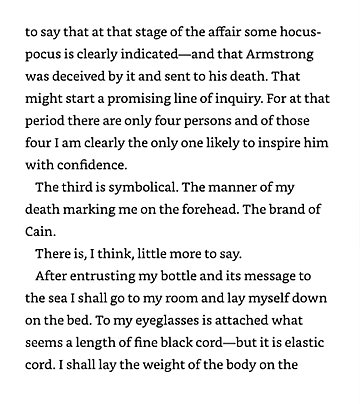 to say that at that stage of the affair some hocus-
pocus is clearly indicated—and that Armstrong
was deceived by it and sent to his death. That
might start a promising line of inquiry. For at that
period there are only four persons and of those
four I am clearly the only one likely to inspire him
with confidence.
The third is symbolical. The manner of my
death marking me on the forehead. The brand of
Cain.
There is, I think, little more to say.
After entrusting my bottle and its message to
the sea I shall go to my room and lay myself down
on the bed. To my eyeglasses is attached what
seems a length of fine black cord—but it is elastic
cord. I shall lay the weight of the body on the